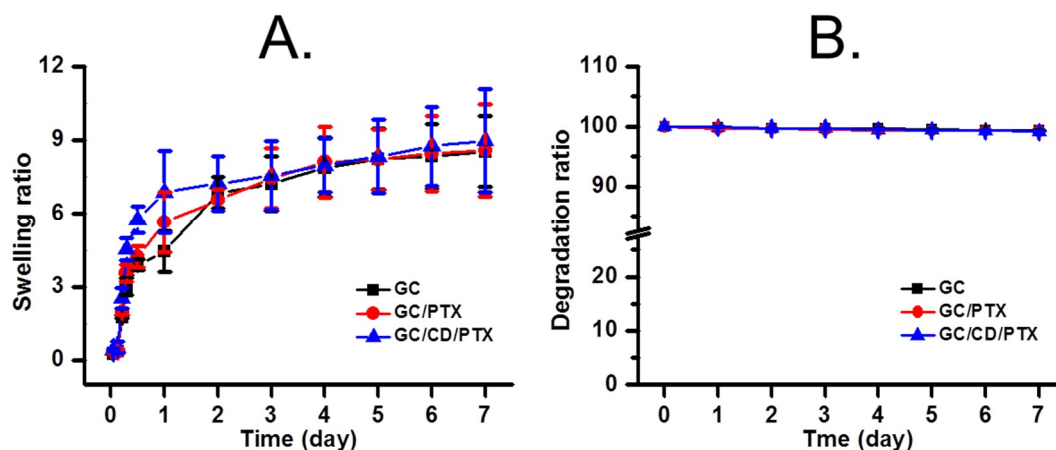 A.
Swelling ratio
12
9
6
3
0
GC
GC/PTX
GC/CD/PTX
0 1 2 3 4 5 6 7
Time (day)
B.
Degradation ratio
110
100
90
20
10
0
GC
GC/PTX
GC/CD/PTX
0 1 2 3 4 5 6 7
Tme (day)